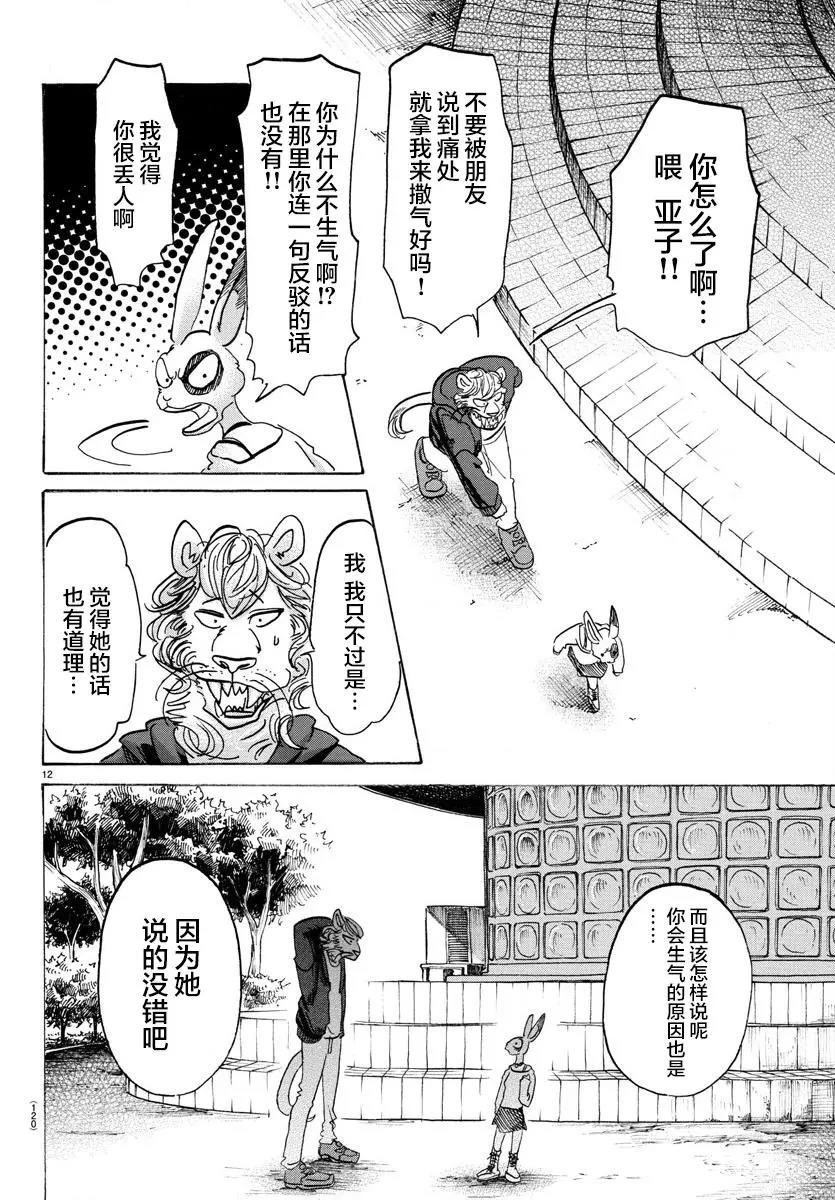 你怎么了啊…
喂 亚子!!
不要被朋友
说到痛处
就拿我来撒气好吗！
你为什么不生气啊!?
在那里你连一句反驳的话
也没有!!
我觉得
你很丢人啊
我 我只不过是…
觉得她的话
也有道理…
12
而且该怎样说呢
你会生气的原因也是
……
因为她
说的没错吧
(120)